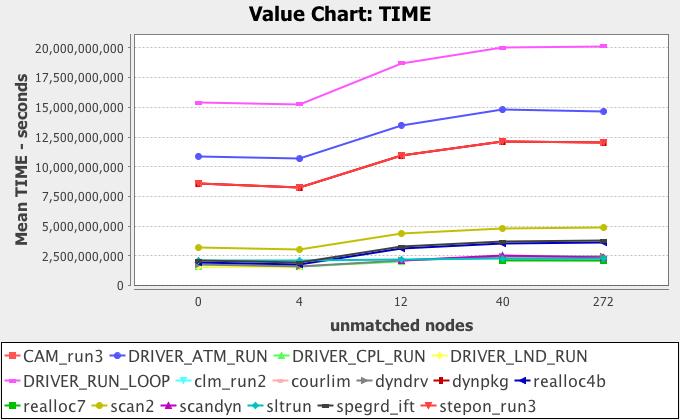 Value Chart: TIME
Mean TIME - seconds
20,000,000,000
17,500,000,000
15,000,000,000
12,500,000,000
10,000,000,000
7,500,000,000
5,000,000,000
2,500,000,000
0
0 4 12 40 272
unmatched nodes
CAM_run3 DRIVER_ATM_RUN DRIVER_CPL_RUN DRIVER_LND_RUN
DRIVER_RUN_LOOP clm_run2 courlim dyndrv dynpkg realloc4b
realloc7 scan2 scandyn sltrun spegrd_ift stepon_run3